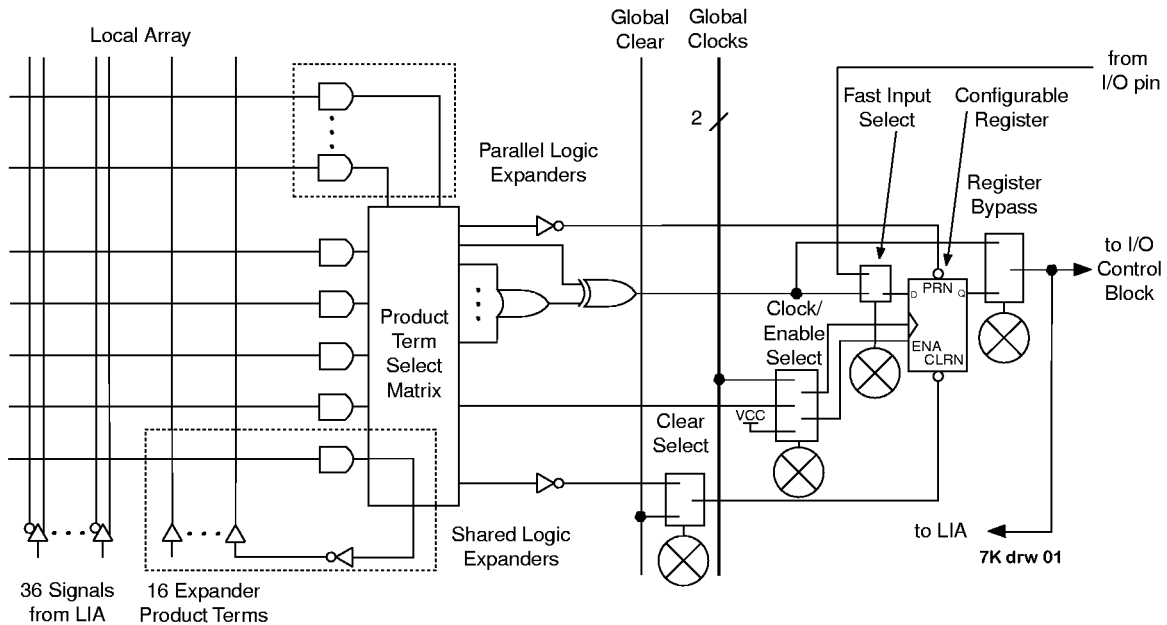 Local Array
Global
Clear
Global
Clocks
from
I/O pin
Fast Input
Select
Configurable
Register
2
Parallel Logic
Expanders
Register
Bypass
to I/O
Control
Block
PRN
D
Q
Clock/
Enable
Select
Product
Term
Select
Matrix
ENA
CLRN
VCC
Clear
Select
Shared Logic
Expanders
to LIA
7K drw 01
36 Signals
from LIA
16 Expander
Product Terms